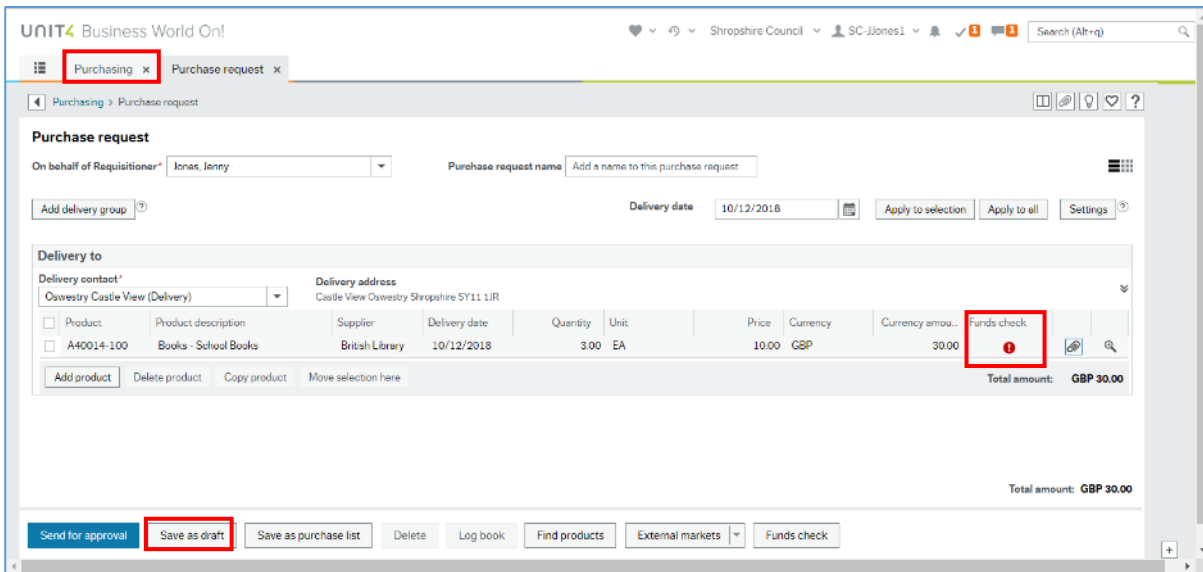 UNIT4 Business World On!
Shropshire Council SC-JJones1 1 1 Search (Alt+q)
Purchasing × Purchase request ×
Purchasing > Purchase request ?
Purchase request
On behalf of Requisitioner* Jones, Jenny Purchase request name Add a name to this purchase request
Add delivery group ? Delivery date 10/12/2018 Apply to selection Apply to all Settings ?
Delivery to
Delivery contact* Delivery address
Oswestry Castle View (Delivery) Castle View Oswestry Shropshire SY11 1JR
Product Product description Supplier Delivery date Quantity Unit Price Currency Currency amou... Funds check
A40014-100 Books - School Books British Library 10/12/2018 3.00 EA 10.00 GBP 30.00 !
Add product Delete product Copy product Move selection here Total amount: GBP 30.00
Total amount: GBP 30.00
Send for approval Save as draft Save as purchase list Delete Log book Find products External markets Funds check
+